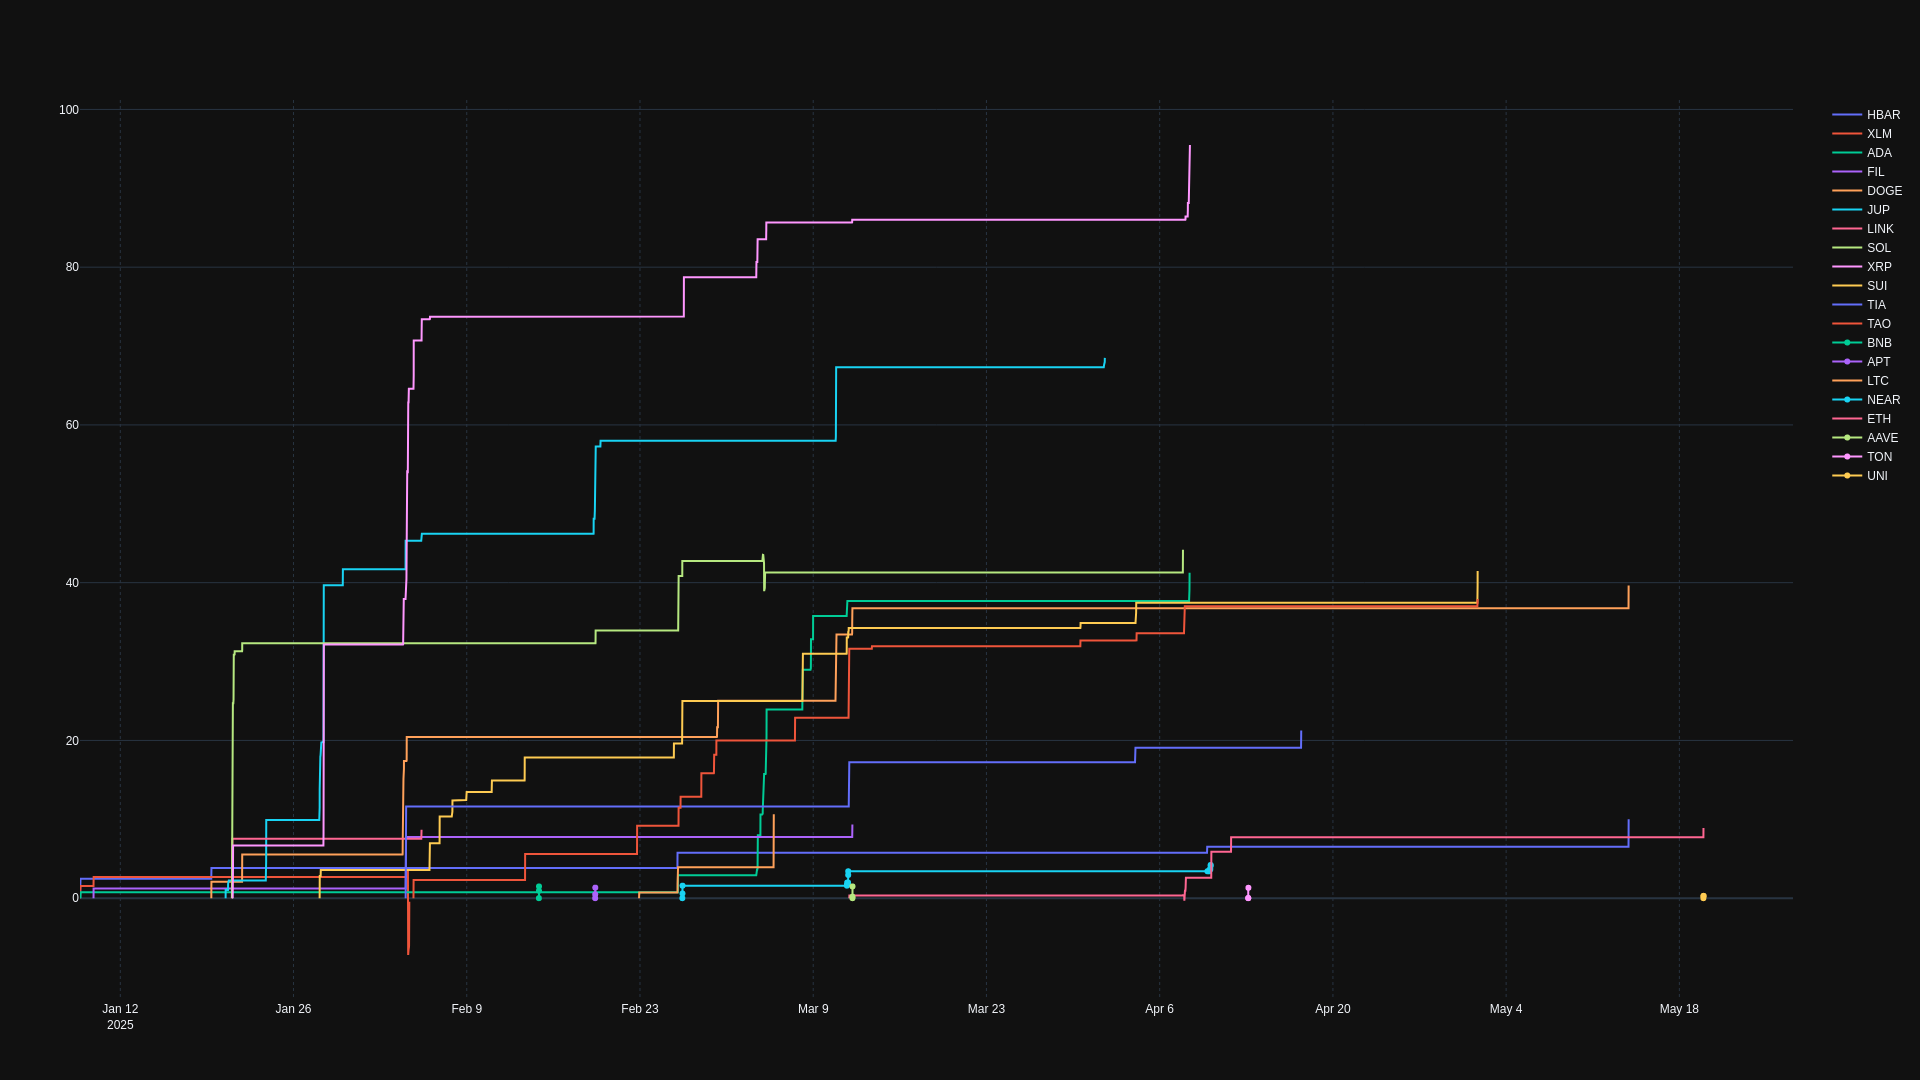 100
80
60
40
20
0
Jan 12
2025
Jan 26
Feb 9
Feb 23
Mar 9
Mar 23
Apr 6
Apr 20
May 4
May 18
HBAR
XLM
ADA
FIL
DOGE
JUP
LINK
SOL
XRP
SUI
TIA
TAO
BNB
APT
LTC
NEAR
ETH
AAVE
TON
UNI